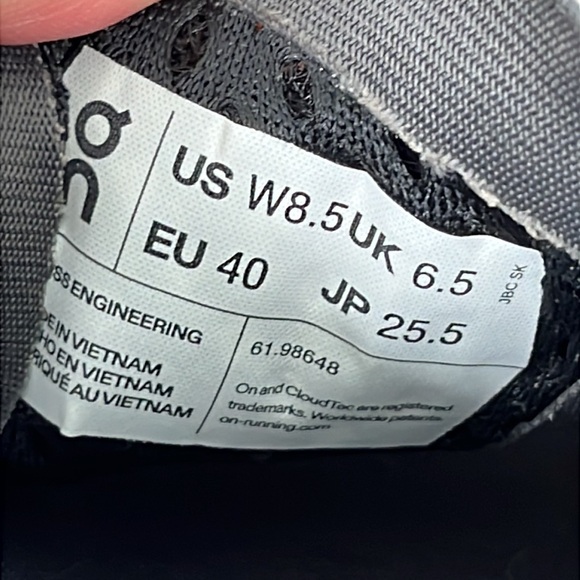 On
US W8.5 UK 6.5
EU 40 JP 25.5
JBC SK
SS ENGINEERING
E IN VIETNAM
HO EN VIETNAM
RIQUÉ AU VIETNAM
61.98648
On and CloudTec are registered
trademarks. Worldwide patents.
on-running.com